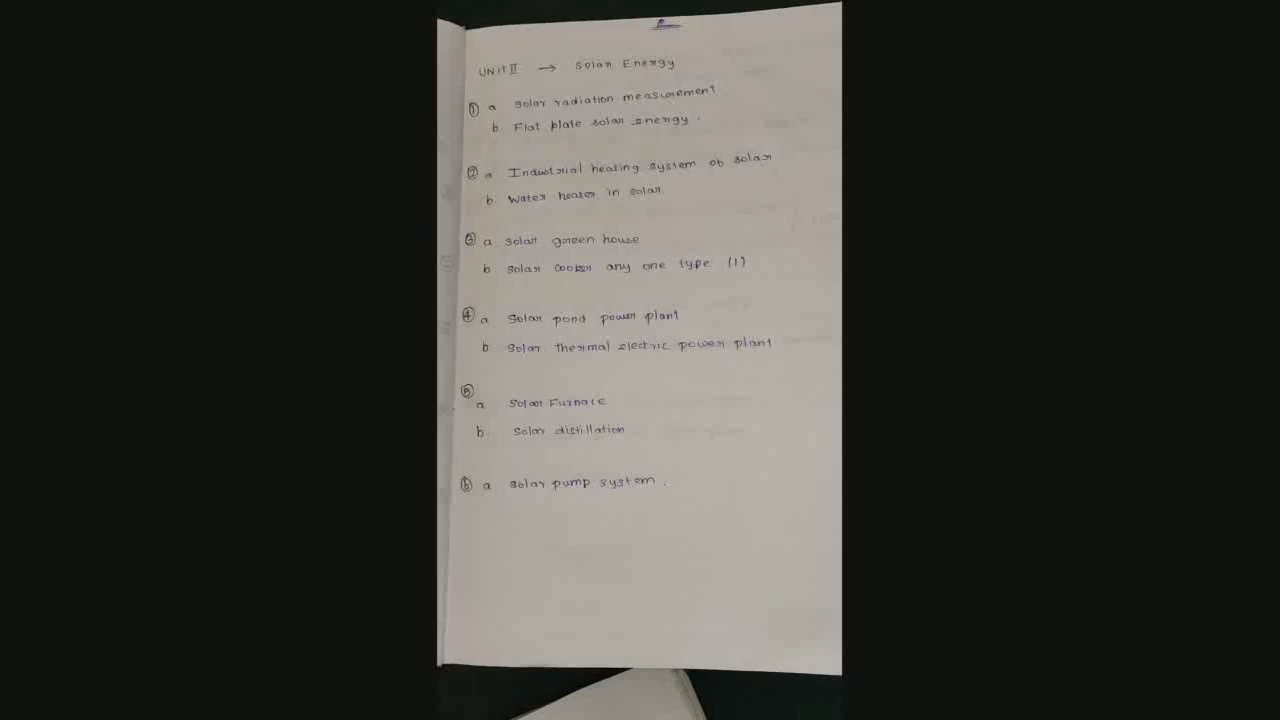 UNIT II → Solar Energy
① a solar radiation measurement
b Flat plate solar energy.
② a Industrial heating system of solar
b water heater in solar
③ a solar green house
b solar cooker any one type (1)
④ a solar pond power plant
b solar thermal electric power plant
⑤
a solar Furnace
b. solar distillation
⑥ a solar pump system.